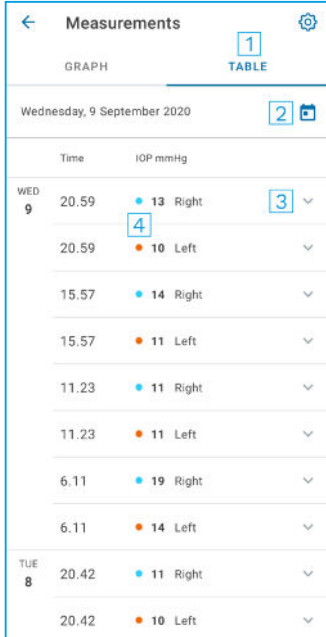 Measurements
1
GRAPH TABLE
Wednesday, 9 September 2020 2
Time IOP mmHg
WED
9 20.59 13 Right 3
4
20.59 10 Left
15.57 14 Right
15.57 11 Left
11.23 11 Right
11.23 11 Left
6.11 19 Right
6.11 14 Left
TUE
8 20.42 11 Right
20.42 10 Left